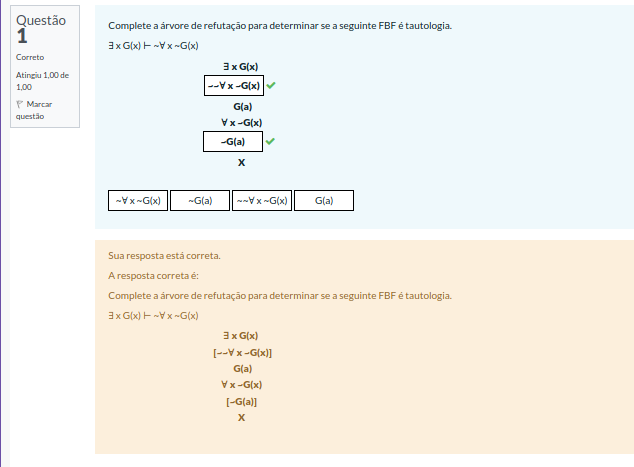 Questão
1
Correto
Atingiu 1,00 de
1,00
Marcar
questão
Complete a árvore de refutação para determinar se a seguinte FBF é tautologia.
∃ x G(x) ⊢ ~∀ x ~G(x)
∃ x G(x)
~~∀ x ~G(x)
G(a)
∀ x ~G(x)
~G(a)
X
~∀ x ~G(x) ~G(a) ~~∀ x ~G(x) G(a)
Sua resposta está correta.
A resposta correta é:
Complete a árvore de refutação para determinar se a seguinte FBF é tautologia.
∃ x G(x) ⊢ ~∀ x ~G(x)
∃ x G(x)
[~~∀ x ~G(x)]
G(a)
∀ x ~G(x)
[~G(a)]
X